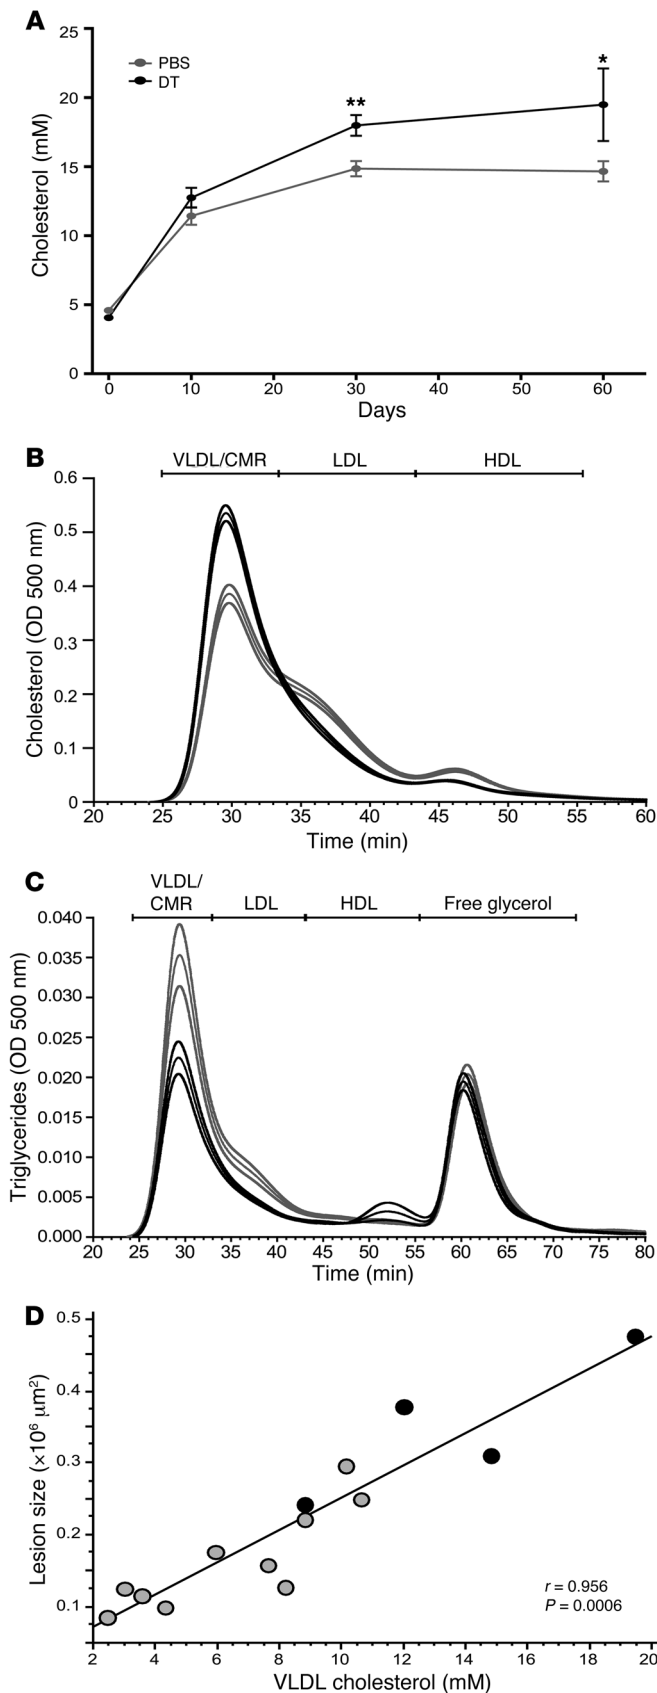 A
25
20
15
10
5
0
Cholesterol (mM)
PBS
DT
**
*
0 10 20 30 40 50 60
Days
B
VLDL/CMR LDL HDL
0.6
0.5
0.4
0.3
0.2
0.1
0
Cholesterol (OD 500 nm)
20 25 30 35 40 45 50 55 60
Time (min)
C
VLDL/
CMR LDL HDL Free glycerol
0.040
0.035
0.030
0.025
0.020
0.015
0.010
0.005
0.000
Triglycerides (OD 500 nm)
20 25 30 35 40 45 50 55 60 65 70 75 80
Time (min)
D
0.5
0.4
0.3
0.2
0.1
Lesion size (×10⁶ μm²)
r = 0.956
P = 0.0006
2 4 6 8 10 12 14 16 18 20
VLDL cholesterol (mM)